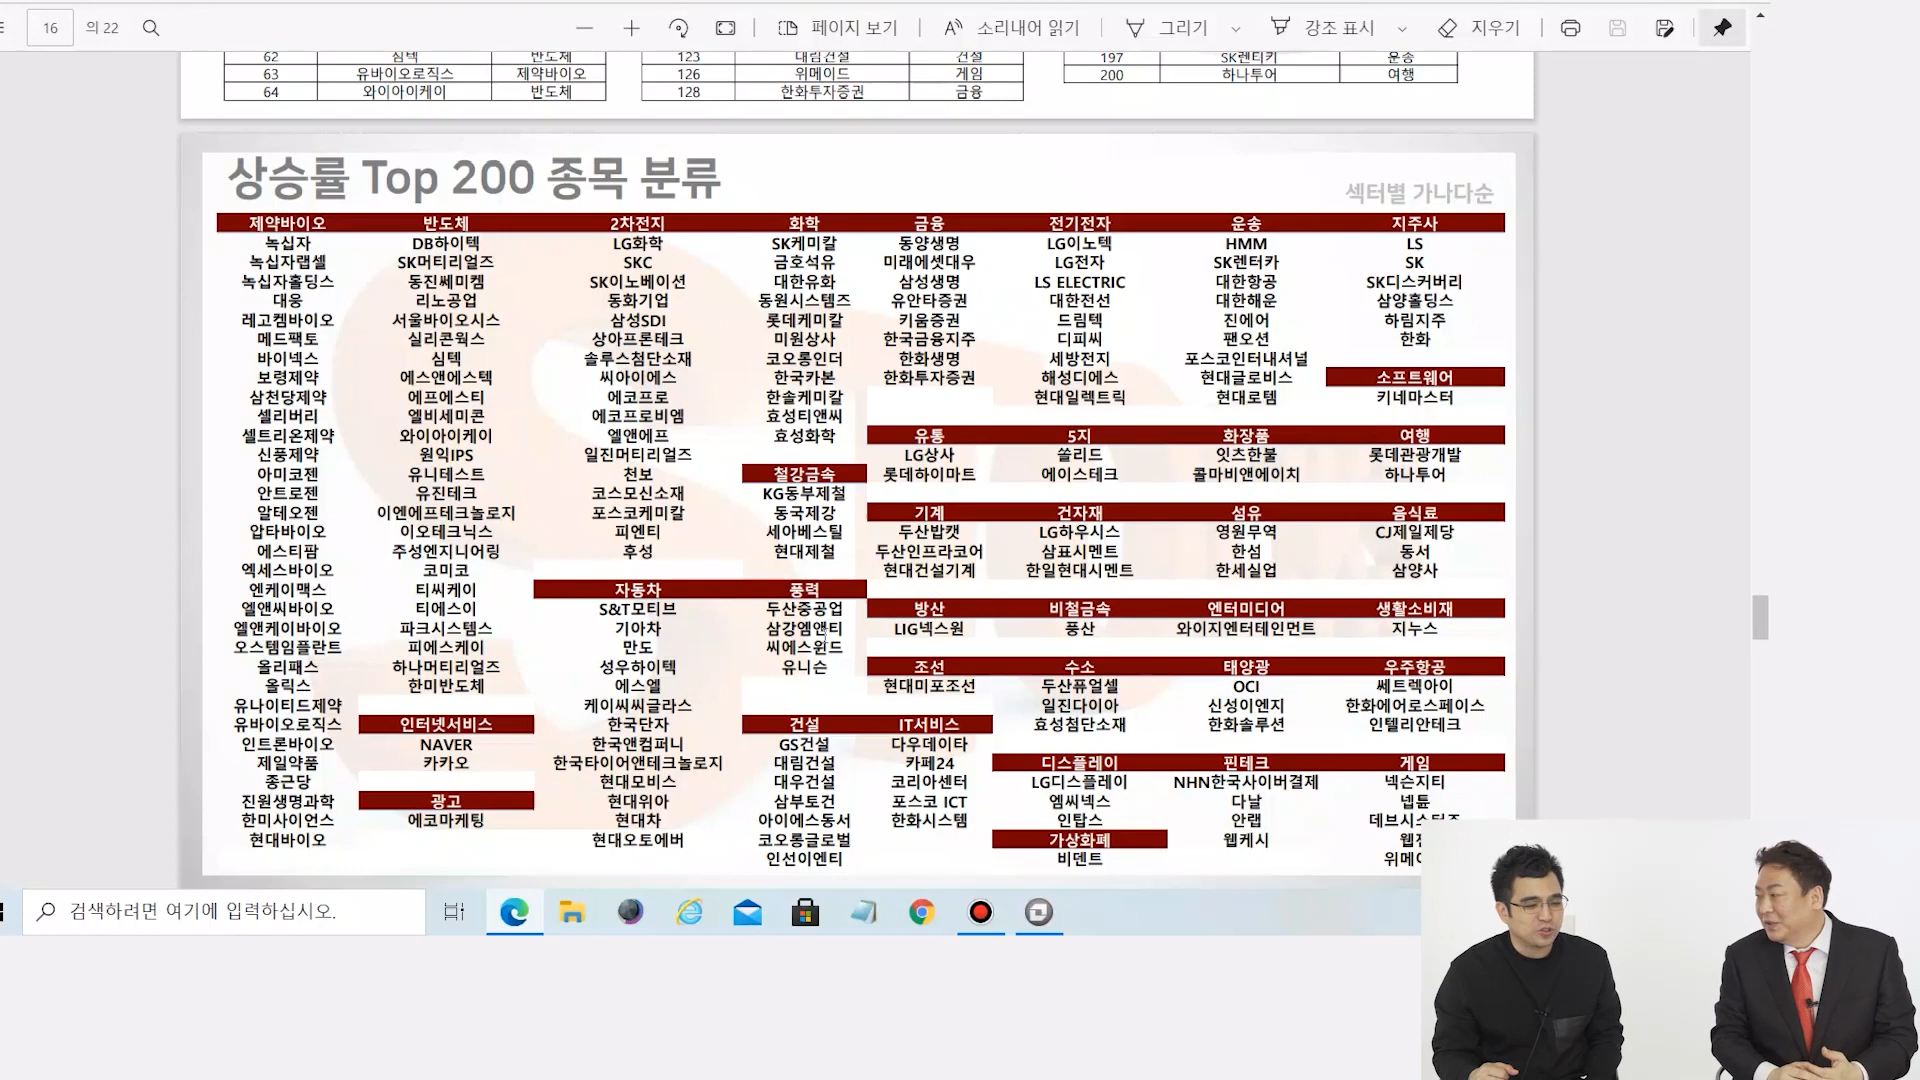 16 의 22 페이지 보기 소리내어 읽기 그리기 강조 표시 지우기
62 심텍 반도체
63 유바이오로직스 제약바이오
64 와이아이케이 반도체
123 대림건설 건설
126 위메이드 게임
128 한화투자증권 금융
197 SK렌터카 운송
200 하나투어 여행
상승률 Top 200 종목 분류
섹터별 가나다순
제약바이오
녹십자
녹십자랩셀
녹십자홀딩스
대웅
레고켐바이오
메드팩토
바이넥스
보령제약
삼천당제약
셀리버리
셀트리온제약
신풍제약
아미코젠
안트로젠
알테오젠
압타바이오
에스티팜
엑세스바이오
엔케이맥스
엘앤씨바이오
엘앤케이바이오
오스템임플란트
올리패스
올릭스
유나이티드제약
유바이오로직스
인트론바이오
제일약품
종근당
진원생명과학
한미사이언스
현대바이오
반도체
DB하이텍
SK머티리얼즈
동진쎄미켐
리노공업
서울바이오시스
실리콘웍스
심텍
에스앤에스텍
에프에스티
엘비세미콘
와이아이케이
원익IPS
유니테스트
유진테크
이엔에프테크놀로지
이오테크닉스
주성엔지니어링
코미코
티씨케이
티에스이
파크시스템스
피에스케이
하나머티리얼즈
한미반도체
인터넷서비스
NAVER
카카오
광고
에코마케팅
2차전지
LG화학
SKC
SK이노베이션
동화기업
삼성SDI
상아프론테크
솔루스첨단소재
씨아이에스
에코프로
에코프로비엠
엘앤에프
일진머티리얼즈
천보
코스모신소재
포스코케미칼
피엔티
후성
자동차
S&T모티브
기아차
만도
성우하이텍
에스엘
케이씨씨글라스
한국단자
한국앤컴퍼니
한국타이어앤테크놀로지
현대모비스
현대위아
현대차
현대오토에버
화학
SK케미칼
금호석유
대한유화
동원시스템즈
롯데케미칼
미원상사
코오롱인더
한국카본
한솔케미칼
효성티앤씨
효성화학
철강금속
KG동부제철
동국제강
세아베스틸
현대제철
풍력
두산중공업
삼강엠앤티
씨에스윈드
유니슨
건설
GS건설
대림건설
대우건설
삼부토건
아이에스동서
코오롱글로벌
인선이엔티
금융
동양생명
미래에셋대우
삼성생명
유안타증권
키움증권
한국금융지주
한화생명
한화투자증권
유통
LG상사
롯데하이마트
기계
두산밥캣
두산인프라코어
현대건설기계
방산
LIG넥스원
조선
현대미포조선
IT서비스
다우데이타
카페24
코리아센터
포스코 ICT
한화시스템
전기전자
LG이노텍
LG전자
LS ELECTRIC
대한전선
드림텍
디피씨
세방전지
해성디에스
현대일렉트릭
5지
쏠리드
에이스테크
건자재
LG하우시스
삼표시멘트
한일현대시멘트
비철금속
풍산
수소
두산퓨얼셀
일진다이아
효성첨단소재
디스플레이
LG디스플레이
엠씨넥스
인탑스
가상화폐
비덴트
운송
HMM
SK렌터카
대한항공
대한해운
진에어
팬오션
포스코인터내셔널
현대글로비스
현대로템
화장품
잇츠한불
콜마비앤에이치
섬유
영원무역
한섬
한세실업
엔터미디어
와이지엔터테인먼트
태양광
OCI
신성이엔지
한화솔루션
핀테크
NHN한국사이버결제
다날
안랩
웹케시
지주사
LS
SK
SK디스커버리
삼양홀딩스
하림지주
한화
소프트웨어
키네마스터
여행
롯데관광개발
하나투어
음식료
CJ제일제당
동서
삼양사
생활소비재
지누스
우주항공
쎄트렉아이
한화에어로스페이스
인텔리안테크
게임
넥슨지티
넵튠
데브시스터즈
웹
위메
검색하려면 여기에 입력하십시오.